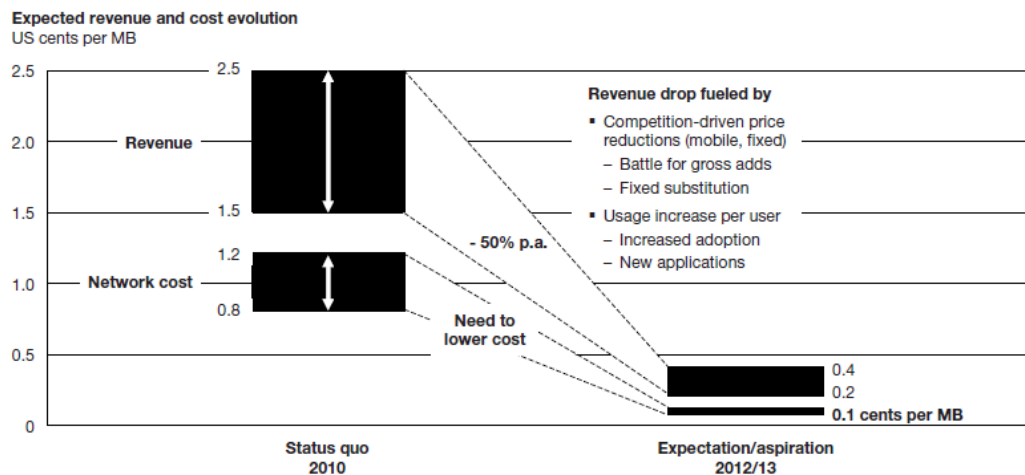 Expected revenue and cost evolution
US cents per MB
2.5
2.0
1.5
1.0
0.5
0
Revenue
Network cost
2.5
1.5
1.2
0.8
- 50% p.a.
Need to
lower cost
Revenue drop fueled by
▪ Competition-driven price
reductions (mobile, fixed)
– Battle for gross adds
– Fixed substitution
▪ Usage increase per user
– Increased adoption
– New applications
0.4
0.2
0.1 cents per MB
Status quo
2010
Expectation/aspiration
2012/13